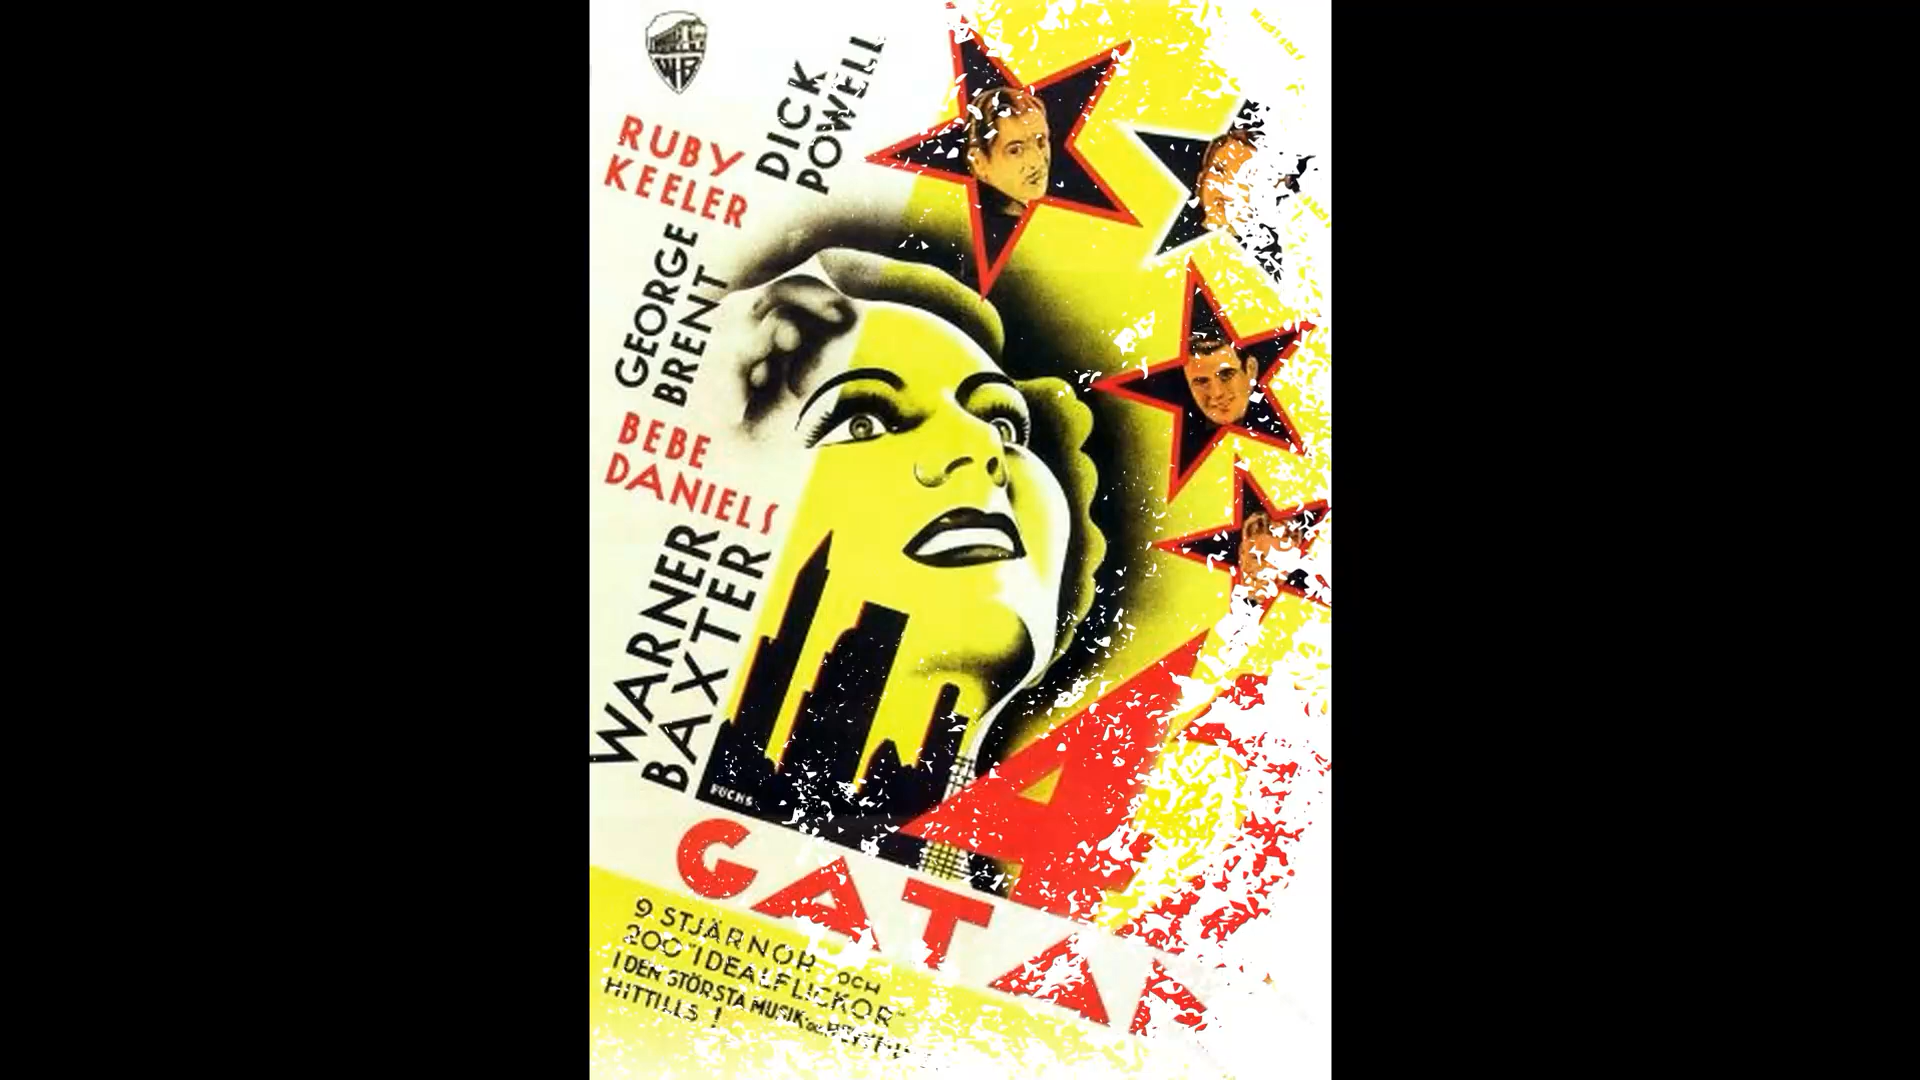 WB
DICK
POWELL
RUBY
KEELER
GEORGE
BRENT
BEBE
DANIELS
WARNER
BAXTER
FUCHS
GATAN
9 STJÄRNOR OCH
200 "IDEALFLICKOR"
I DEN STÖRSTA MUSIK-
HITTILLS!